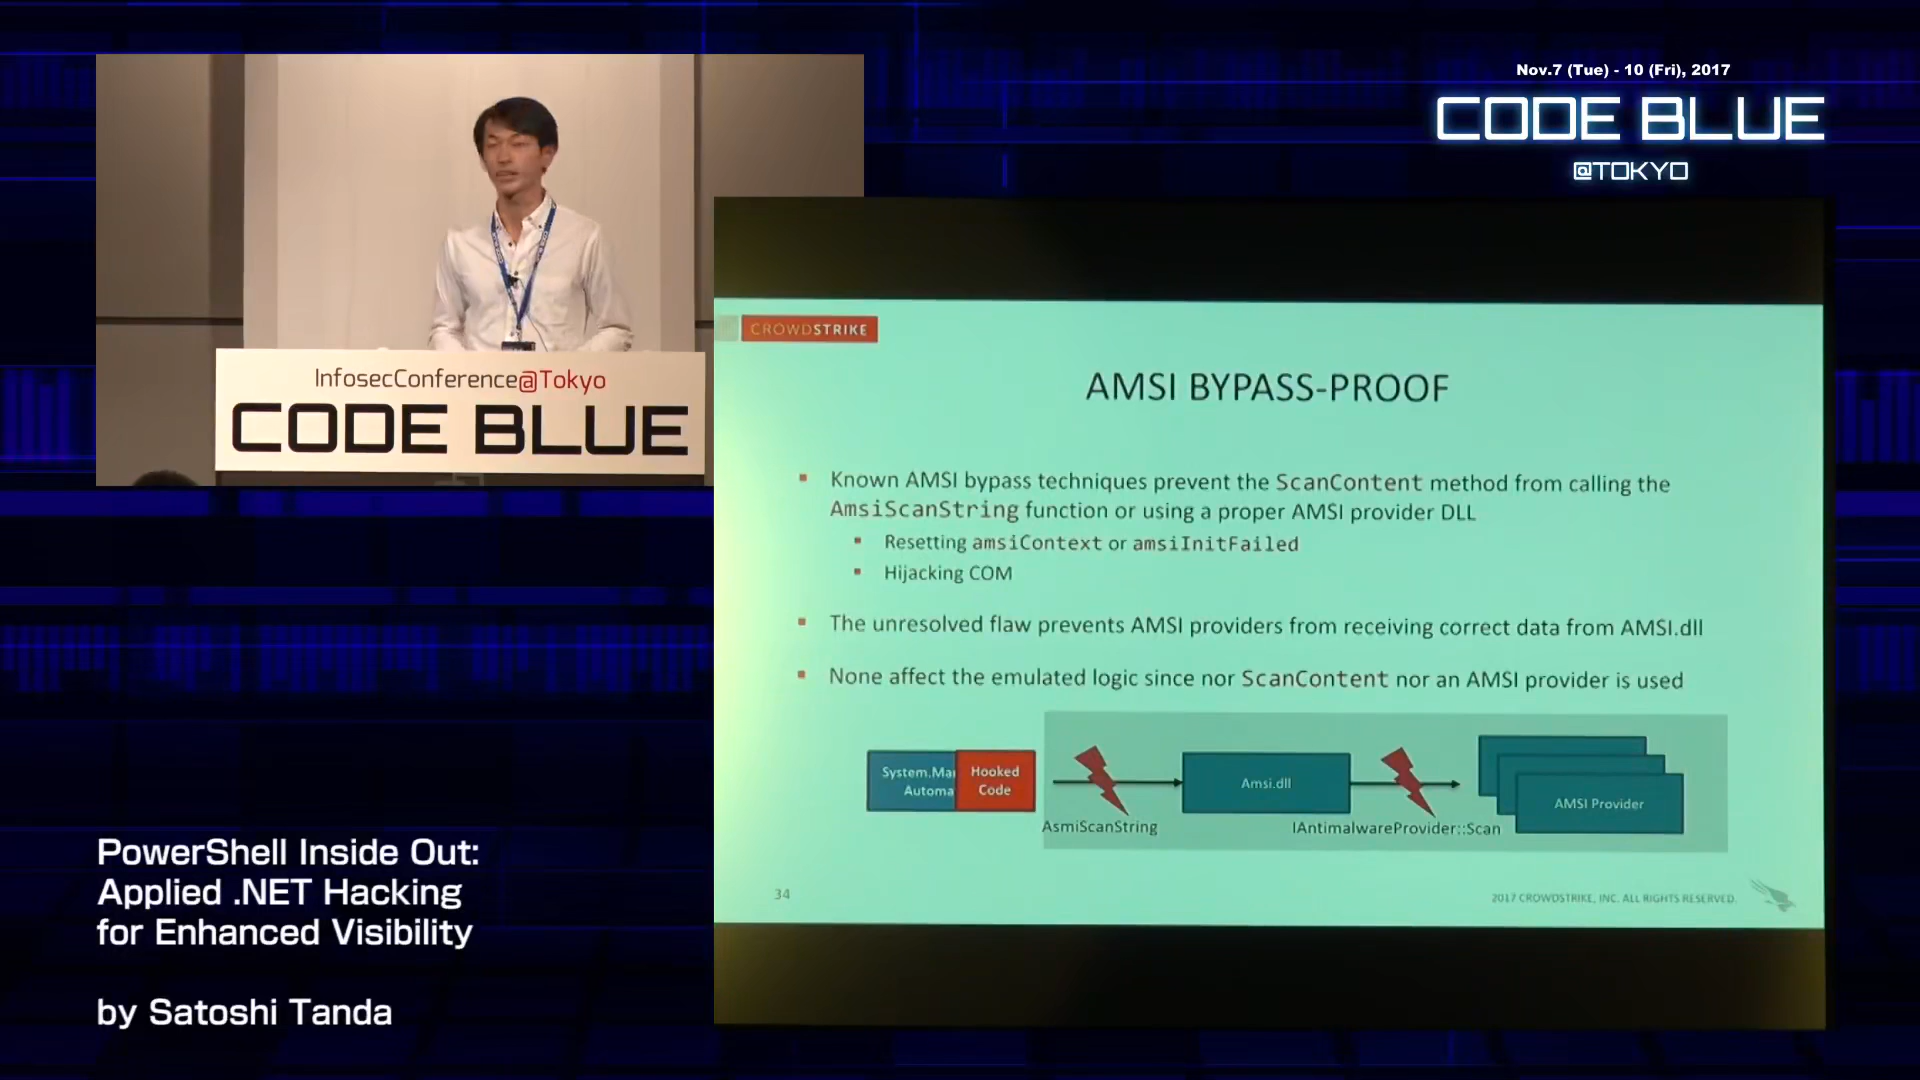 Nov.7 (Tue) - 10 (Fri), 2017
CODE BLUE
@TOKYO
InfosecConference@Tokyo
CODE BLUE
CROWDSTRIKE
AMSI BYPASS-PROOF
Known AMSI bypass techniques prevent the ScanContent method from calling the
AmsiScanString function or using a proper AMSI provider DLL
Resetting amsiContext or amsiInitFailed
Hijacking COM
The unresolved flaw prevents AMSI providers from receiving correct data from AMSI.dll
None affect the emulated logic since nor ScanContent nor an AMSI provider is used
System.Ma
Automa
Hooked
Code
AsmiScanString
Amsi.dll
IAntimalwareProvider::Scan
AMSI Provider
34
2017 CROWDSTRIKE, INC. ALL RIGHTS RESERVED.
PowerShell Inside Out:
Applied .NET Hacking
for Enhanced Visibility
by Satoshi Tanda